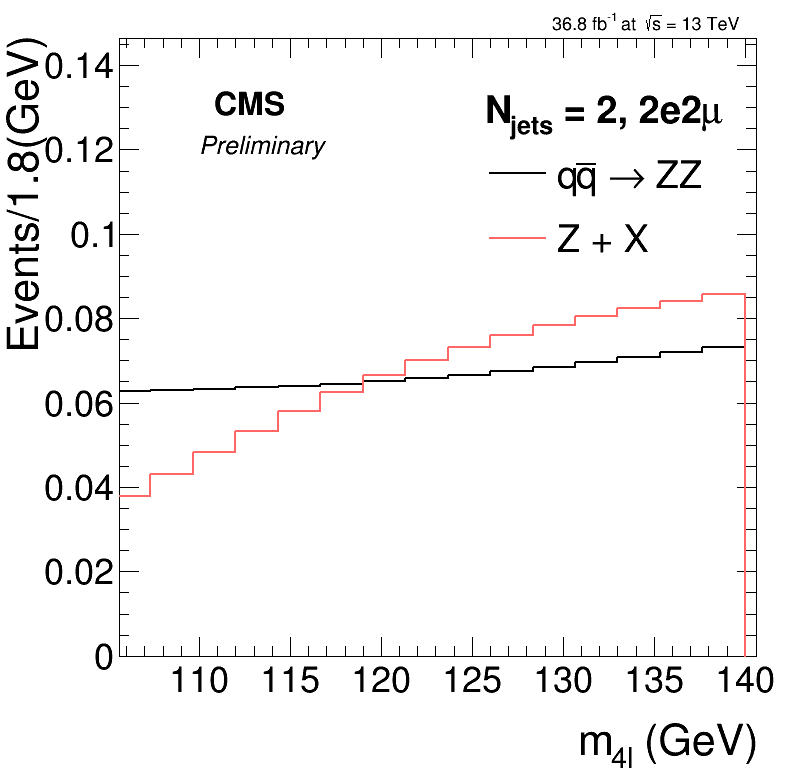 36.8 fb⁻¹ at √s = 13 TeV
CMS
Preliminary
N_jets = 2, 2e2μ
qq̅ → ZZ
Z + X
Events/1.8(GeV)
0.14
0.12
0.1
0.08
0.06
0.04
0.02
0
110 115 120 125 130 135 140
m_4l (GeV)